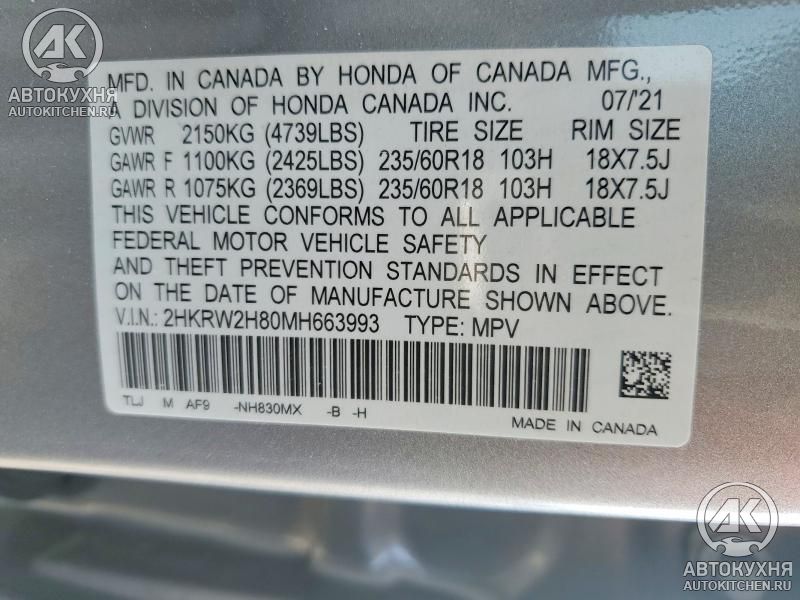 АК
АВТОКУХНЯ
AUTOKITCHEN.RU
MFD. IN CANADA BY HONDA OF CANADA MFG.,
A DIVISION OF HONDA CANADA INC. 07/'21
GVWR 2150KG (4739LBS) TIRE SIZE RIM SIZE
GAWR F 1100KG (2425LBS) 235/60R18 103H 18X7.5J
GAWR R 1075KG (2369LBS) 235/60R18 103H 18X7.5J
THIS VEHICLE CONFORMS TO ALL APPLICABLE
FEDERAL MOTOR VEHICLE SAFETY
AND THEFT PREVENTION STANDARDS IN EFFECT
ON THE DATE OF MANUFACTURE SHOWN ABOVE.
V.I.N.: 2HKRW2H80MH663993 TYPE: MPV
TLJ M AF9 -NH830MX -B -H
MADE IN CANADA
АК
АВТОКУХНЯ
AUTOKITCHEN.RU